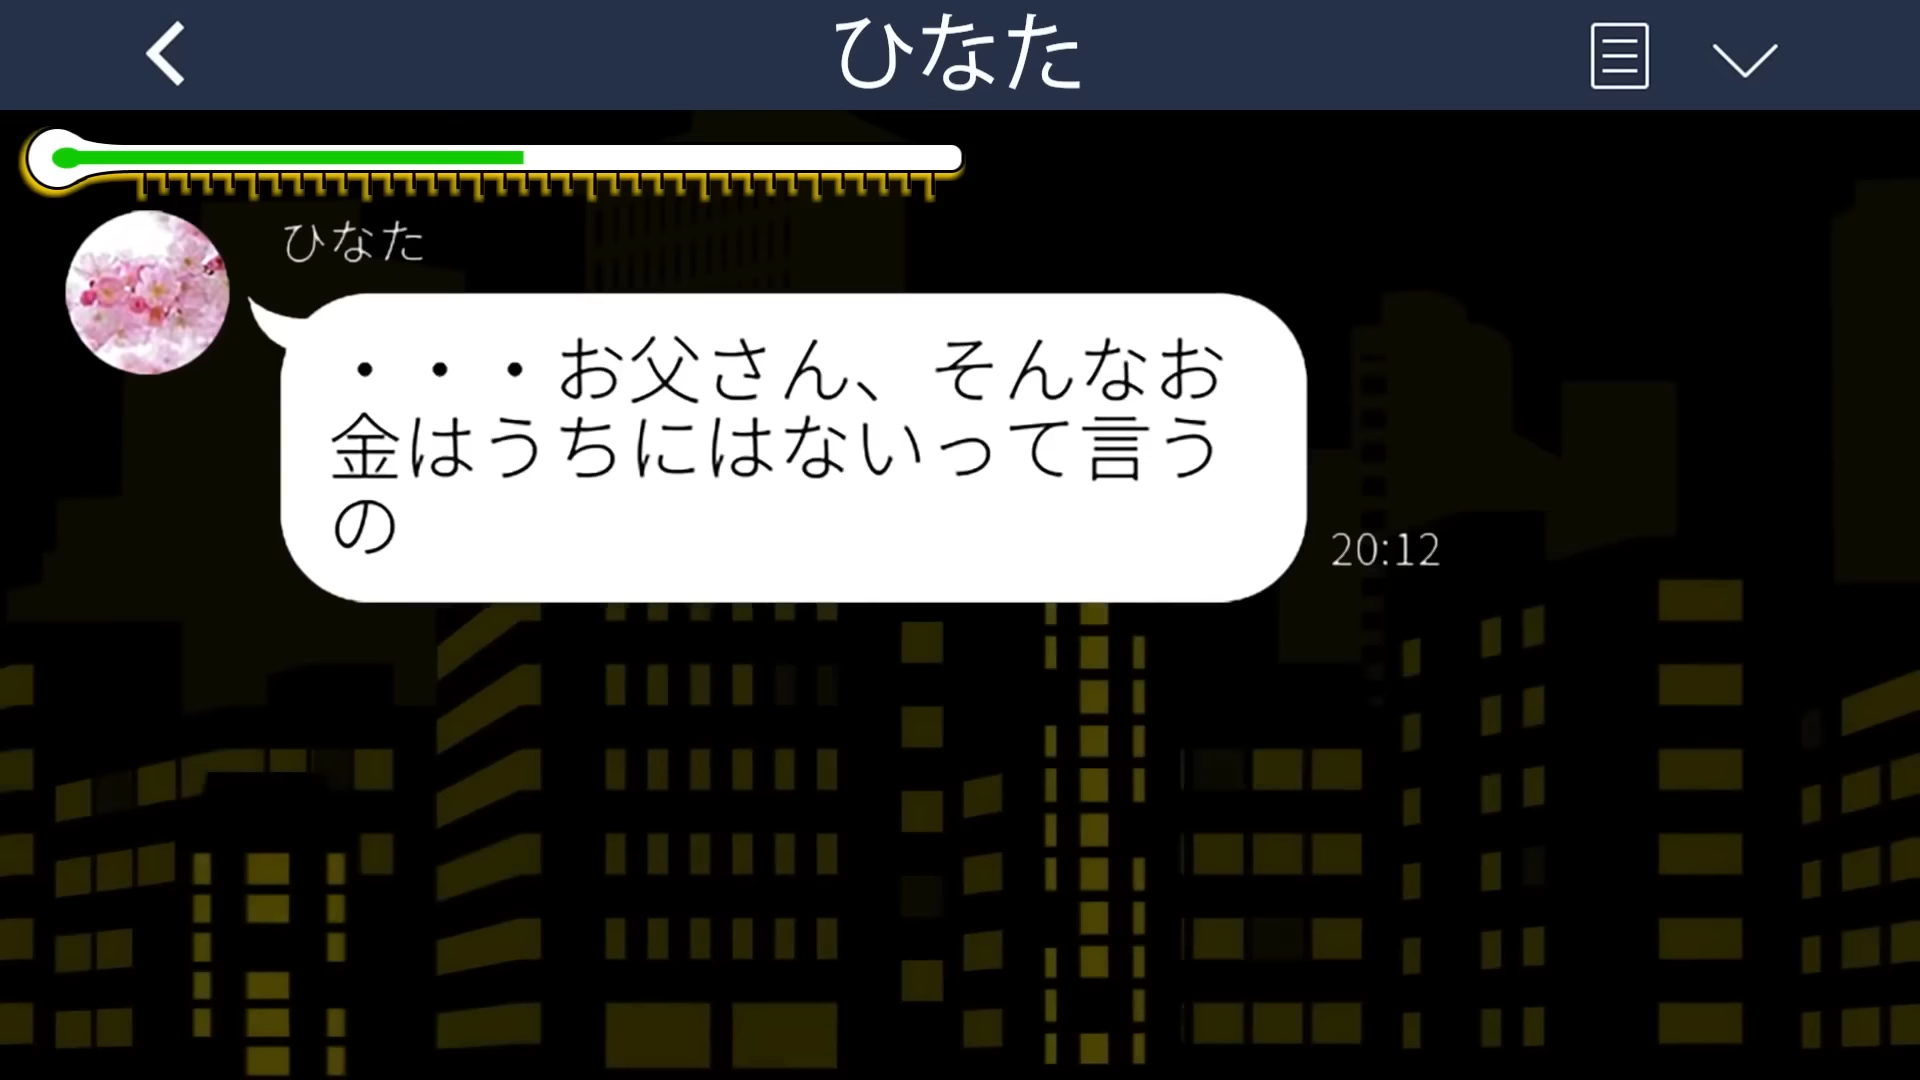 ひなた
ひなた
・・・お父さん、そんなお
金はうちにはないって言う
の
20:12